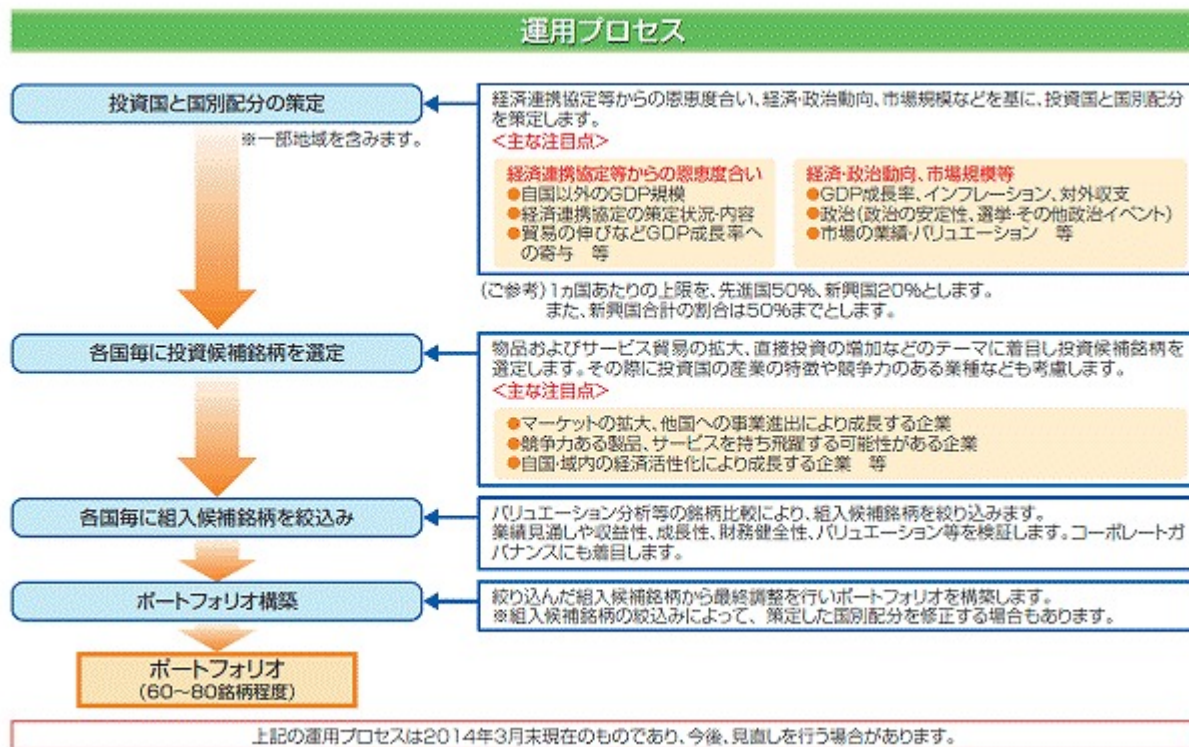 運用プロセス
投資国と国別配分の策定
※一部地域を含みます。
経済連携協定等からの恩恵度合い、経済・政治動向、市場規模などを基に、投資国と国別配分
を策定します。
<主な注目点>
経済連携協定等からの恩恵度合い
●自国以外のGDP規模
●経済連携協定の策定状況・内容
●貿易の伸びなどGDP成長率へ
の寄与 等
経済・政治動向、市場規模等
●GDP成長率、インフレーション、対外収支
●政治(政治の安定性、選挙・その他政治イベント)
●市場の業績・バリュエーション 等
(ご参考)1ヵ国あたりの上限を、先進国50%、新興国20%とします。
また、新興国合計の割合は50%までとします。
各国毎に投資候補銘柄を選定
物品およびサービス貿易の拡大、直接投資の増加などのテーマに着目し投資候補銘柄を
選定します。その際に投資国の産業の特徴や競争力のある業種なども考慮します。
<主な注目点>
●マーケットの拡大、他国への事業進出により成長する企業
●競争力ある製品、サービスを持ち飛躍する可能性がある企業
●自国・域内の経済活性化により成長する企業 等
各国毎に組入候補銘柄を絞込み
バリュエーション分析等の銘柄比較により、組入候補銘柄を絞り込みます。
業績見通しや収益性、成長性、財務健全性、バリュエーション等を検証します。コーポレートガ
バナンスにも着目します。
ポートフォリオ構築
絞り込んだ組入候補銘柄から最終調整を行いポートフォリオを構築します。
※組入候補銘柄の絞込みによって、策定した国別配分を修正する場合もあります。
ポートフォリオ
(60～80銘柄程度)
上記の運用プロセスは2014年3月末現在のものであり、今後、見直しを行う場合があります。